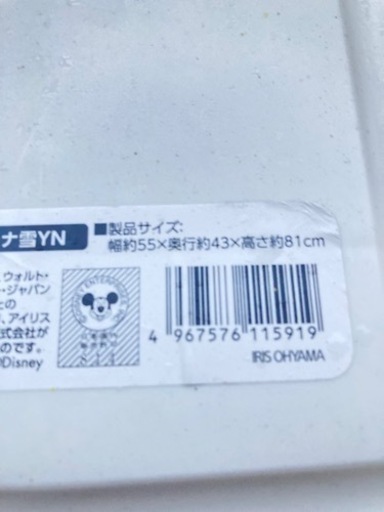 ナ雪YN
■製品サイズ:
幅約55×奥行約43×高さ約81cm
ウォルト・
・ジャパン
との
、アイリス
式会社が
のです。
©Disney
4 967576 115919
IRIS OHYAMA